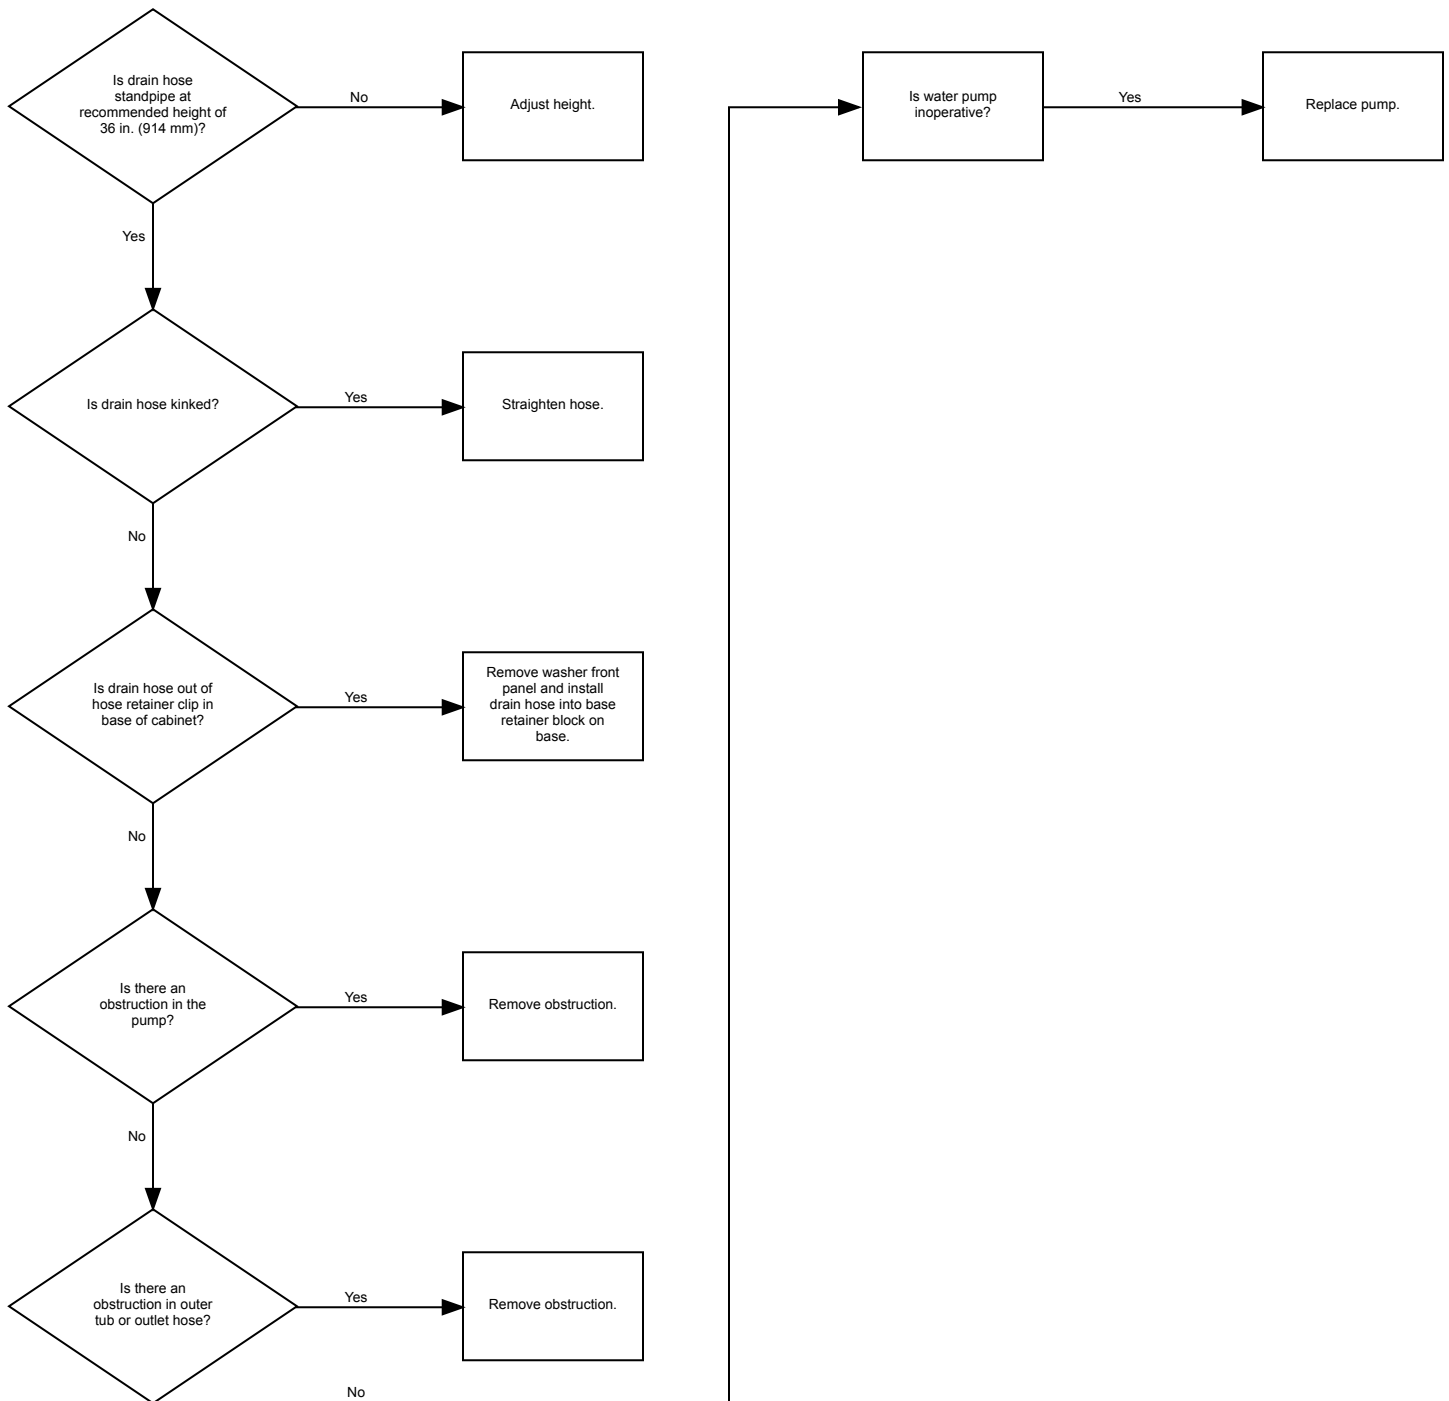 Is drain hose
standpipe at
recommended height of
36 in. (914 mm)?
No
Adjust height.
Yes
Is drain hose kinked?
Yes
Straighten hose.
No
Is drain hose out of
hose retainer clip in
base of cabinet?
Yes
Remove washer front
panel and install
drain hose into base
retainer block on
base.
No
Is there an
obstruction in the
pump?
Yes
Remove obstruction.
No
Is there an
obstruction in outer
tub or outlet hose?
Yes
Remove obstruction.
No
Is water pump
inoperative?
Yes
Replace pump.